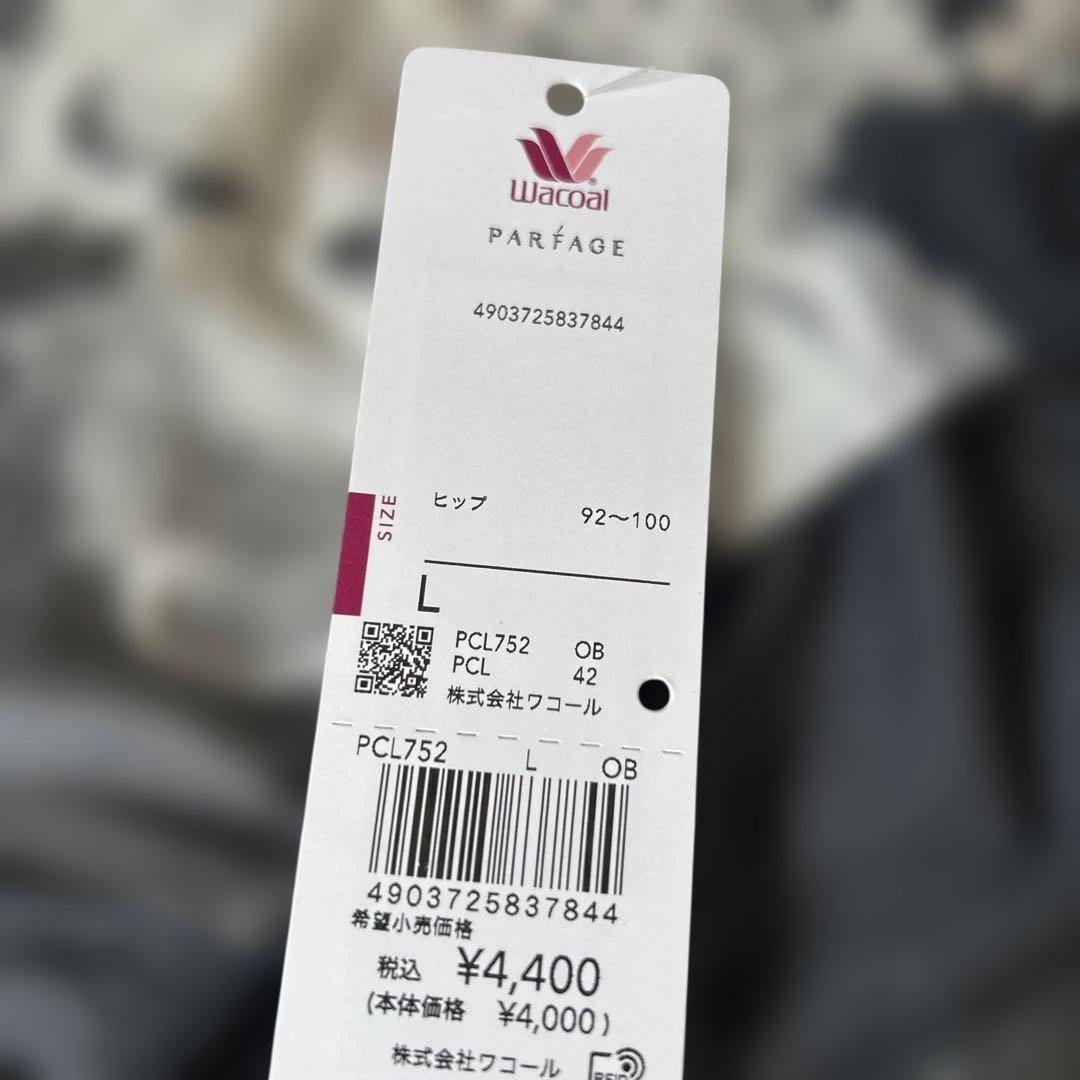 Wacoal®
PARFAGE
4903725837844
SIZE
ヒップ 92～100
L
PCL752 OB
PCL 42
株式会社ワコール
PCL752 L OB
4903725837844
希望小売価格
税込 ¥4,400
(本体価格 ¥4,000)
株式会社ワコール
RFID